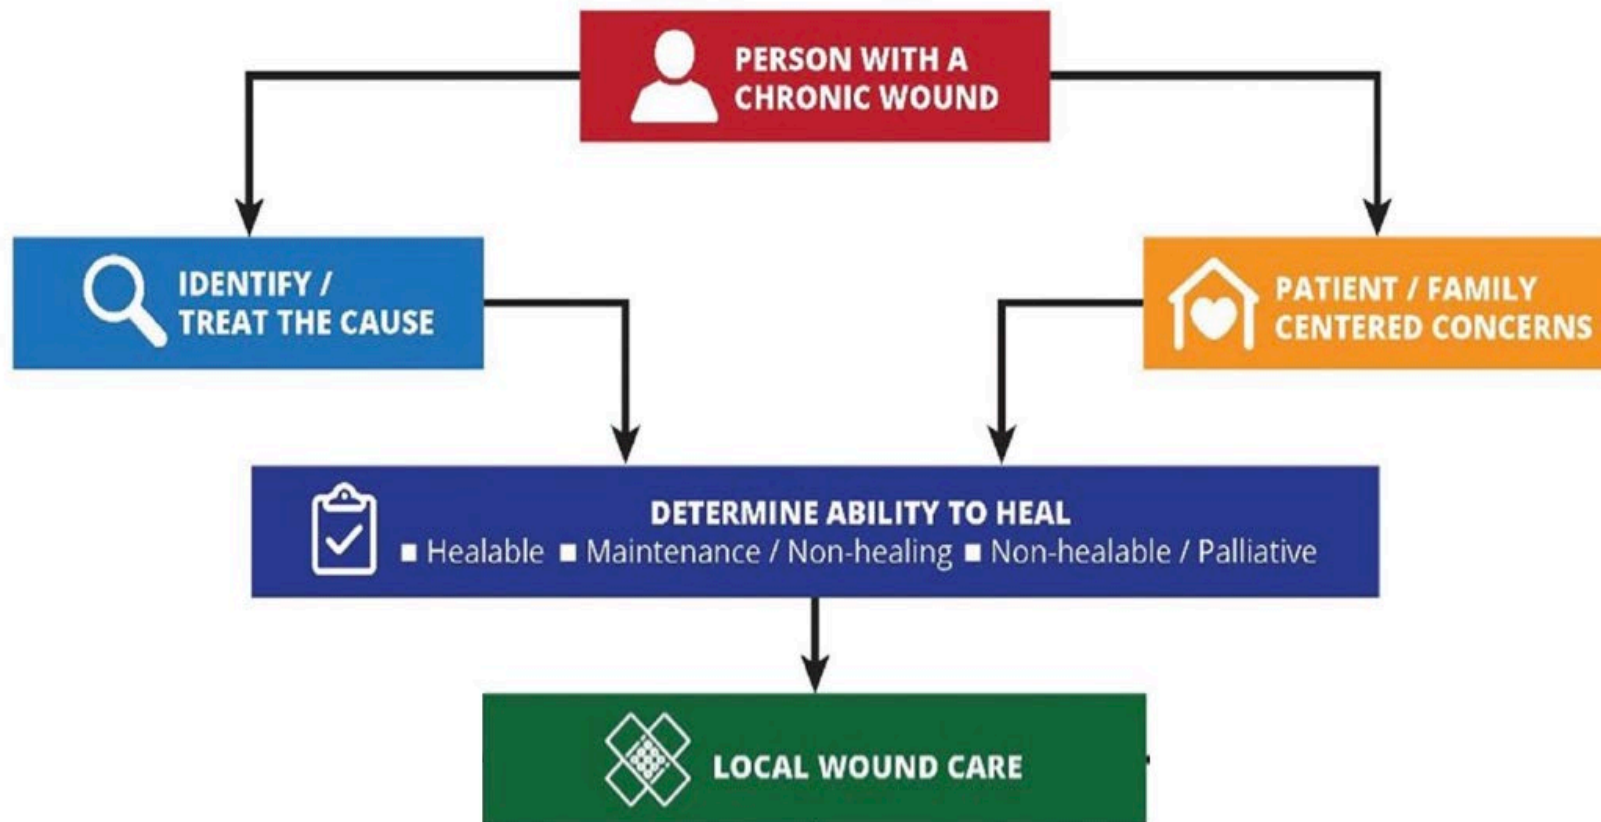 PERSON WITH A
CHRONIC WOUND
IDENTIFY /
TREAT THE CAUSE
PATIENT / FAMILY
CENTERED CONCERNS
DETERMINE ABILITY TO HEAL
■ Healable ■ Maintenance / Non-healing ■ Non-healable / Palliative
LOCAL WOUND CARE